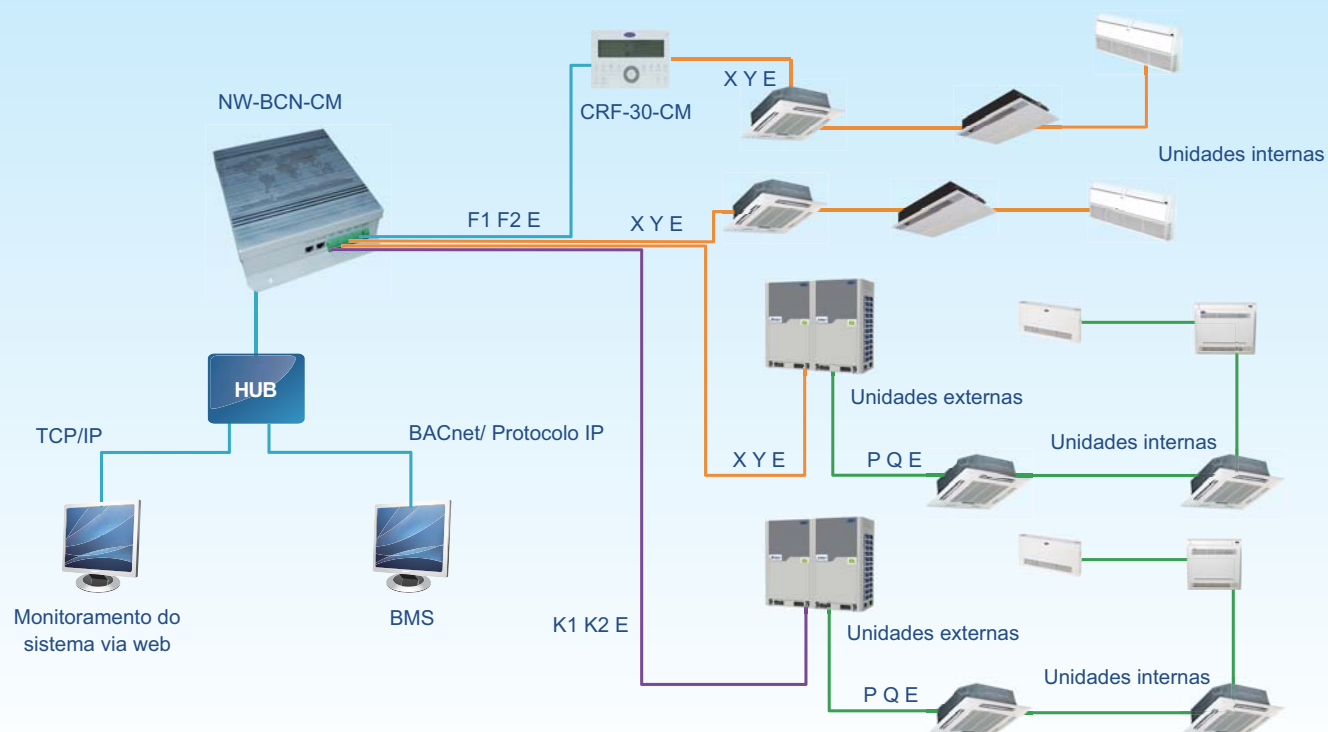 NW-BCN-CM
CRF-30-CM
X Y E
Unidades internas
F1 F2 E
X Y E
HUB
TCP/IP
BACnet/ Protocolo IP
Unidades externas
X Y E
P Q E
Unidades internas
Monitoramento do
sistema via web
BMS
K1 K2 E
Unidades externas
P Q E
Unidades internas